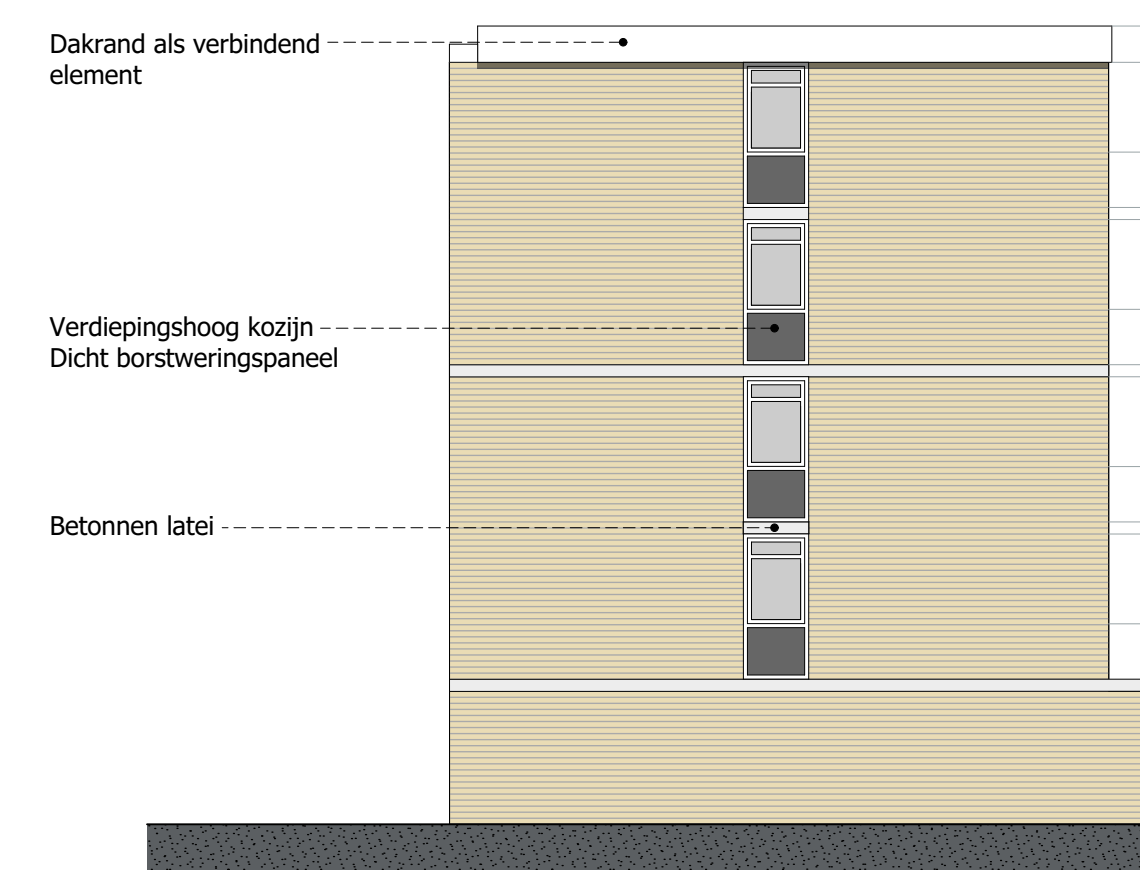 Dakrand als verbindend
element
Verdiepingshoog kozijn
Dicht borstweringspaneel
Betonnen latei